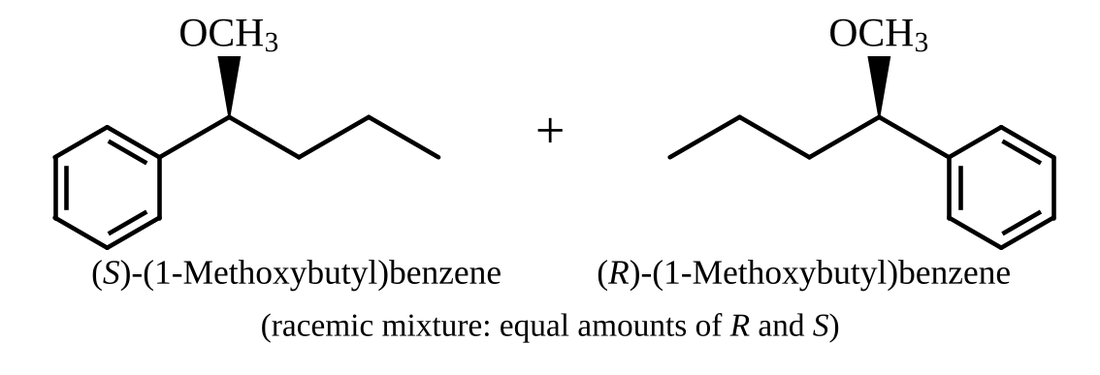 OCH₃ OCH₃
+
(S)-(1-Methoxybutyl)benzene (R)-(1-Methoxybutyl)benzene
(racemic mixture: equal amounts of R and S)